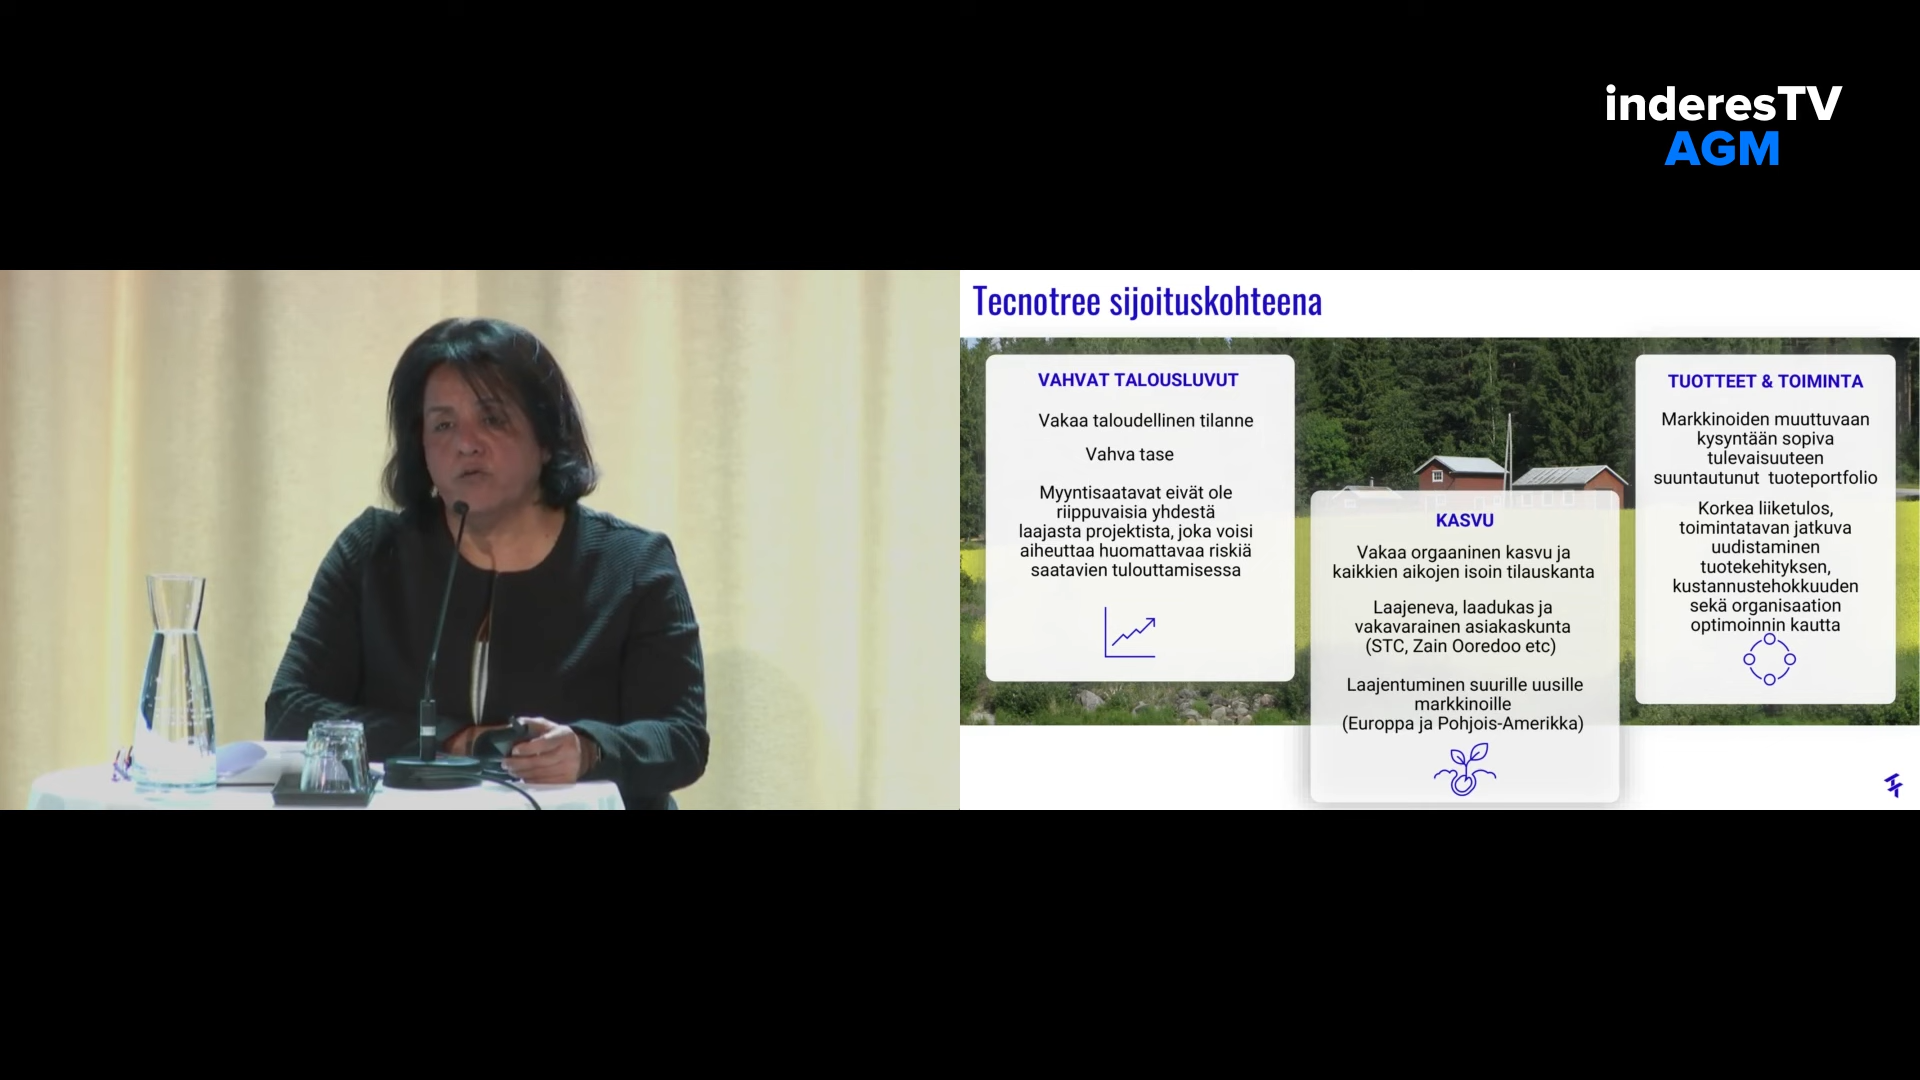 inderesTV
AGM
Tecnotree sijoituskohteena
VAHVAT TALOUSLUVUT
Vakaa taloudellinen tilanne
Vahva tase
Myyntisaatavat eivät ole
riippuvaisia yhdestä
laajasta projektista, joka voisi
aiheuttaa huomattavaa riskiä
saatavien tulouttamisessa
KASVU
Vakaa orgaaninen kasvu ja
kaikkien aikojen isoin tilauskanta
Laajeneva, laadukas ja
vakavarainen asiakaskunta
(STC, Zain Ooredoo etc)
Laajentuminen suurille uusille
markkinoille
(Europpa ja Pohjois-Amerikka)
TUOTTEET & TOIMINTA
Markkinoiden muuttuvaan
kysyntään sopiva
tulevaisuuteen
suuntautunut tuoteportfolio
Korkea liiketulos,
toimintatavan jatkuva
uudistaminen
tuotekehityksen,
kustannustehokkuuden
sekä organisaation
optimoinnin kautta